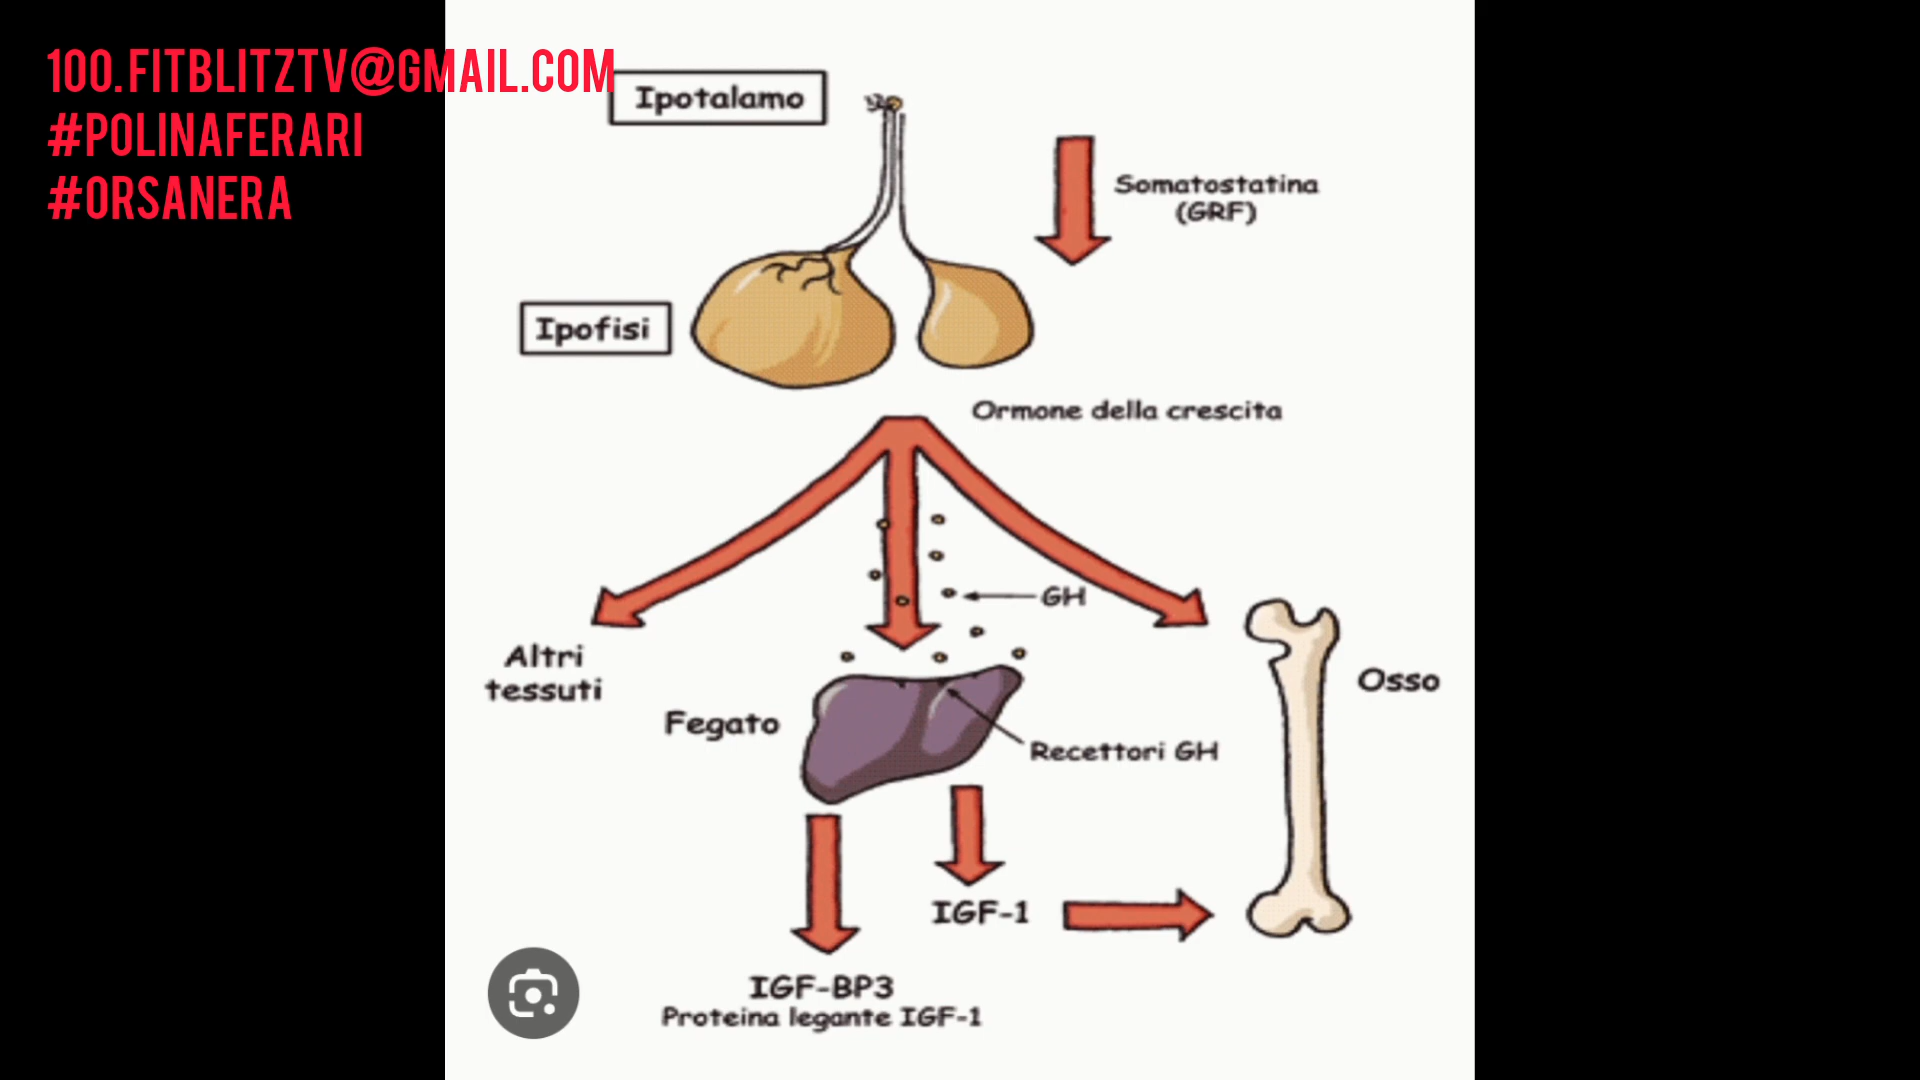 100.FITBLITZTV@GMAIL.COM
#POLINAFERARI
#ORSANERA
Ipotalamo
Somatostatina
(GRF)
Ipofisi
Ormone della crescita
GH
Altri
tessuti
Osso
Fegato
Recettori GH
IGF-1
IGF-BP3
Proteina legante IGF-1